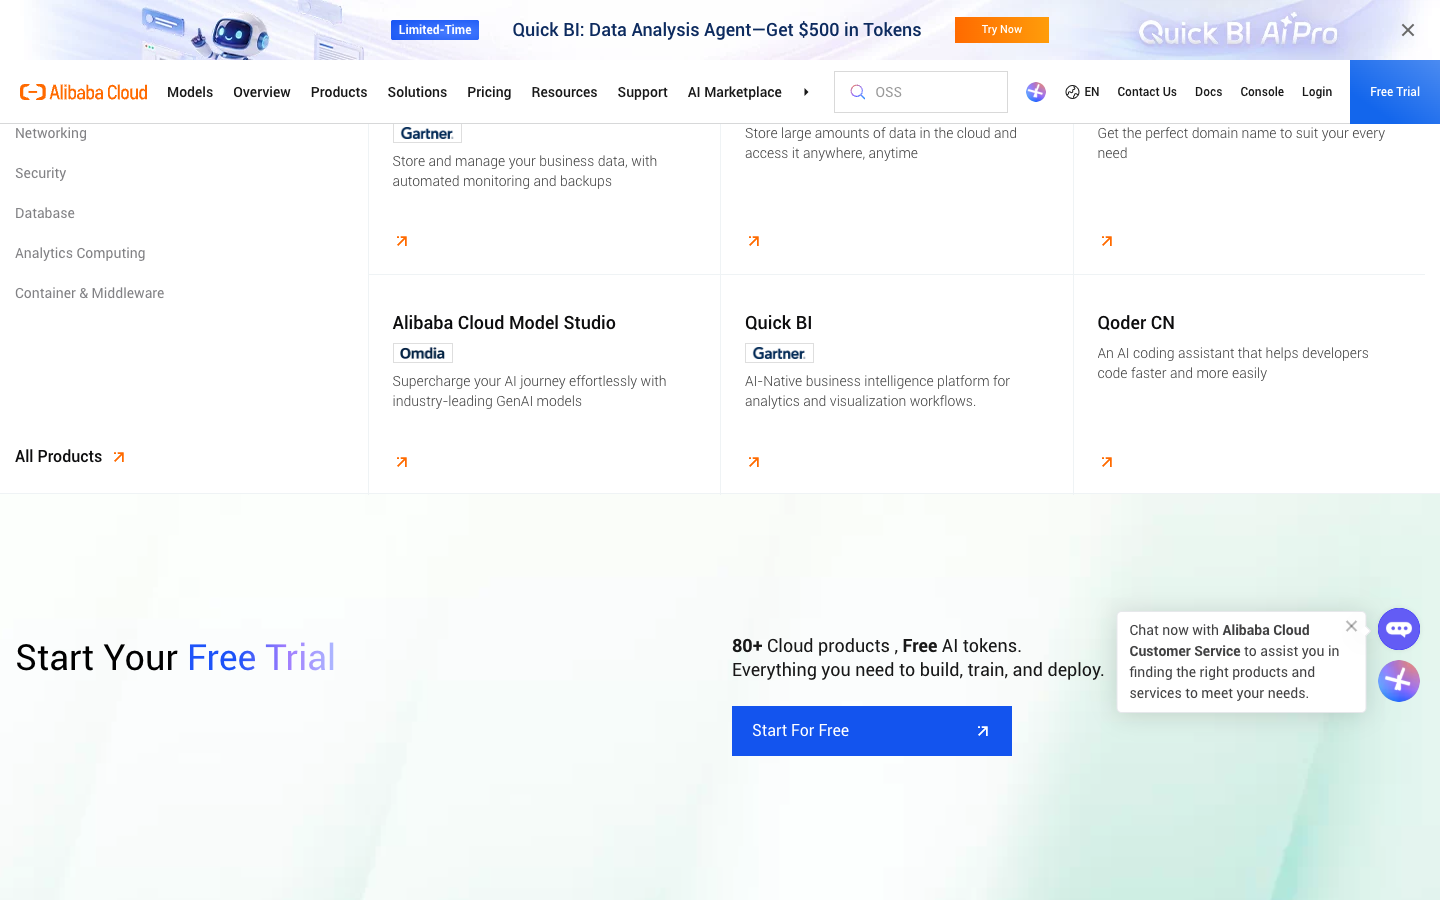 Limited-Time
Quick BI: Data Analysis Agent—Get $500 in Tokens
Try Now
Quick BI AiPro
Alibaba Cloud
Models
Overview
Products
Solutions
Pricing
Resources
Support
AI Marketplace
OSS
EN
Contact Us
Docs
Console
Login
Free Trial
Networking
Security
Database
Analytics Computing
Container & Middleware
All Products
Gartner
Store and manage your business data, with
automated monitoring and backups
Store large amounts of data in the cloud and
access it anywhere, anytime
Get the perfect domain name to suit your every
need
Alibaba Cloud Model Studio
Omdia
Supercharge your AI journey effortlessly with
industry-leading GenAI models
Quick BI
Gartner
AI-Native business intelligence platform for
analytics and visualization workflows.
Qoder CN
An AI coding assistant that helps developers
code faster and more easily
Start Your Free Trial
80+ Cloud products , Free AI tokens.
Everything you need to build, train, and deploy.
Start For Free
Chat now with Alibaba Cloud
Customer Service to assist you in
finding the right products and
services to meet your needs.